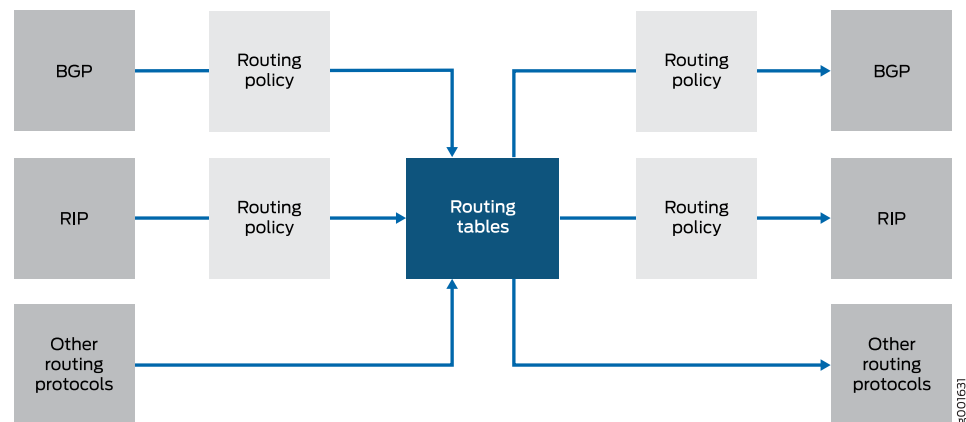 BGP
Routing
policy
Routing
policy
BGP
RIP
Routing
policy
Routing
tables
Routing
policy
RIP
Other
routing
protocols
Other
routing
protocols
g001631